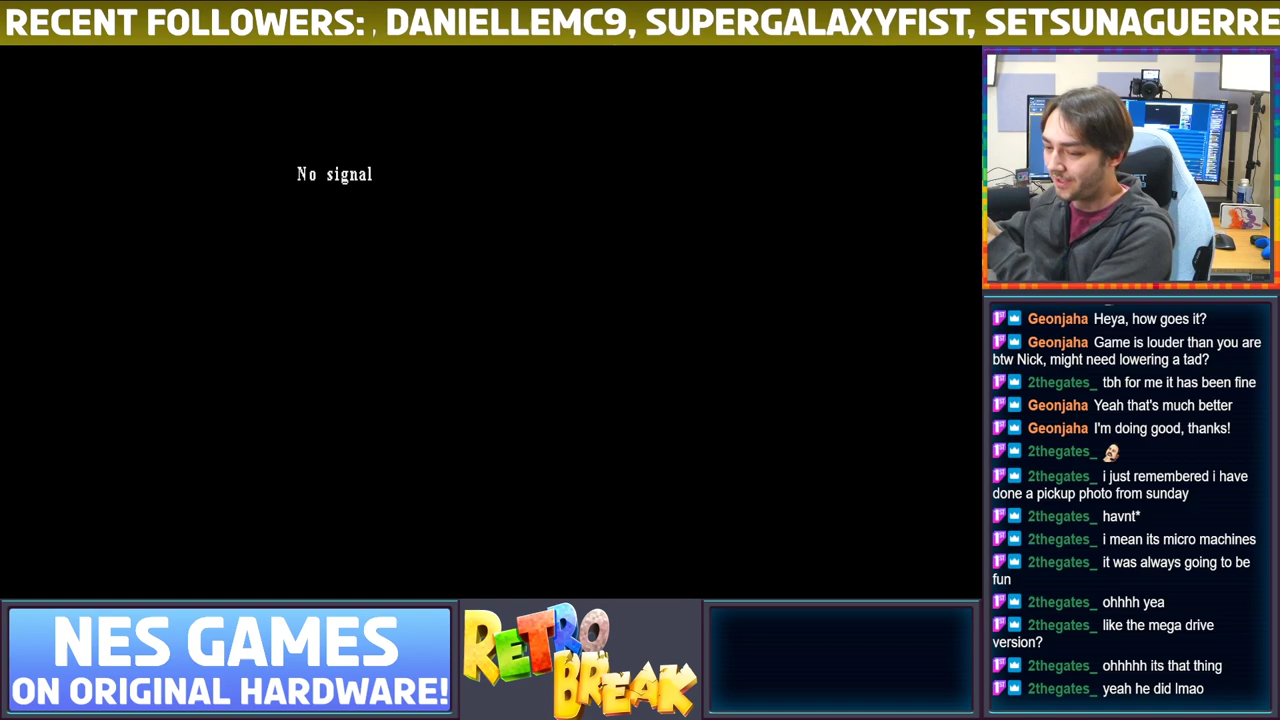 RECENT FOLLOWERS: , DANIELLEMC9, SUPERGALAXYFIST, SETSUNAGUERRE
No signal
Geonjaha Heya, how goes it?
Geonjaha Game is louder than you are
btw Nick, might need lowering a tad?
2thegates_ tbh for me it has been fine
Geonjaha Yeah that's much better
Geonjaha I'm doing good, thanks!
2thegates_
2thegates_ i just remembered i have
done a pickup photo from sunday
2thegates_ havnt*
2thegates_ i mean its micro machines
2thegates_ it was always going to be
fun
2thegates_ ohhhh yea
2thegates_ like the mega drive
version?
2thegates_ ohhhhh its that thing
2thegates_ yeah he did lmao
NES GAMES
ON ORIGINAL HARDWARE!
RETRO
BREAK